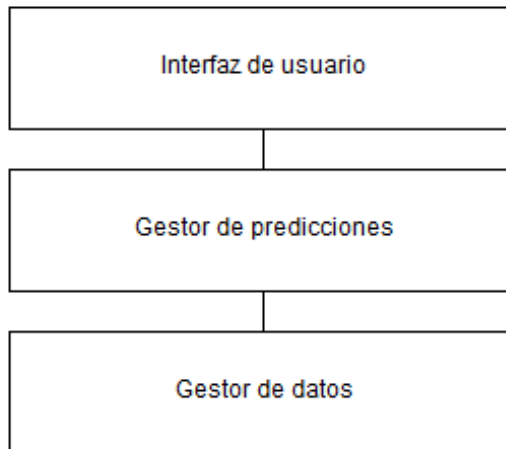 Interfaz de usuario
Gestor de predicciones
Gestor de datos